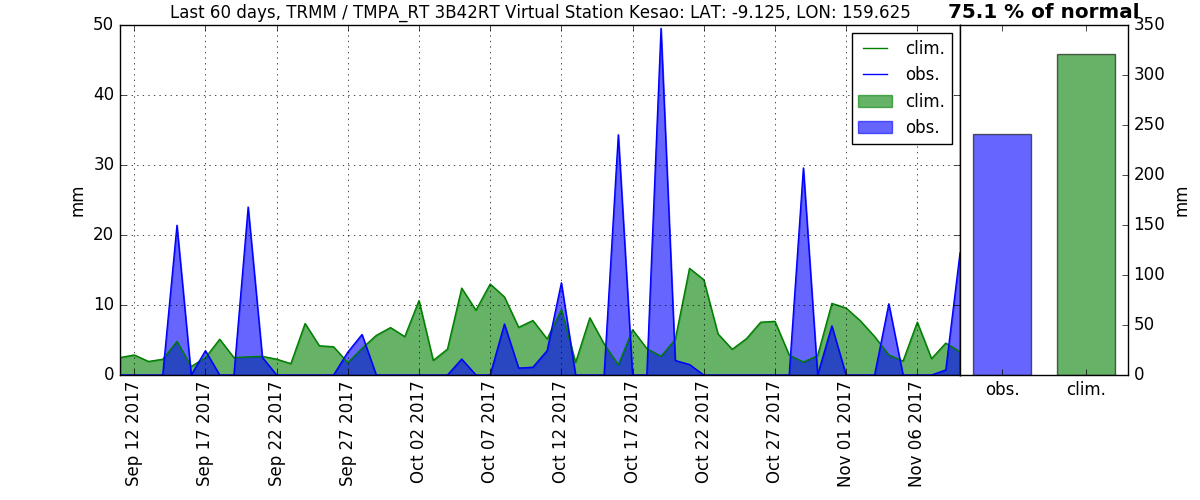 Last 60 days, TRMM / TMPA_RT 3B42RT Virtual Station Kesao: LAT: -9.125, LON: 159.625
75.1 % of normal
50
40
30
20
10
0
mm
clim.
obs.
clim.
obs.
350
300
250
200
150
100
50
0
mm
obs.
clim.
Sep 12 2017
Sep 17 2017
Sep 22 2017
Sep 27 2017
Oct 02 2017
Oct 07 2017
Oct 12 2017
Oct 17 2017
Oct 22 2017
Oct 27 2017
Nov 01 2017
Nov 06 2017